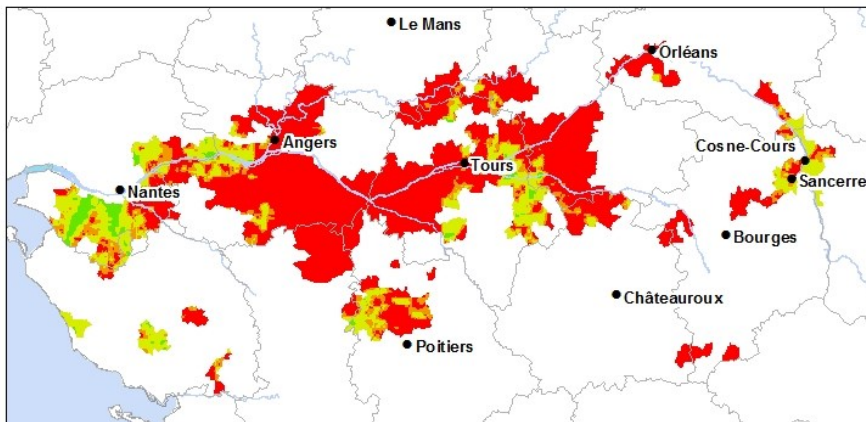 Le Mans
Orléans
Angers
Cosne-Cours
Tours
Sancerre
Nantes
Bourges
Châteauroux
Poitiers